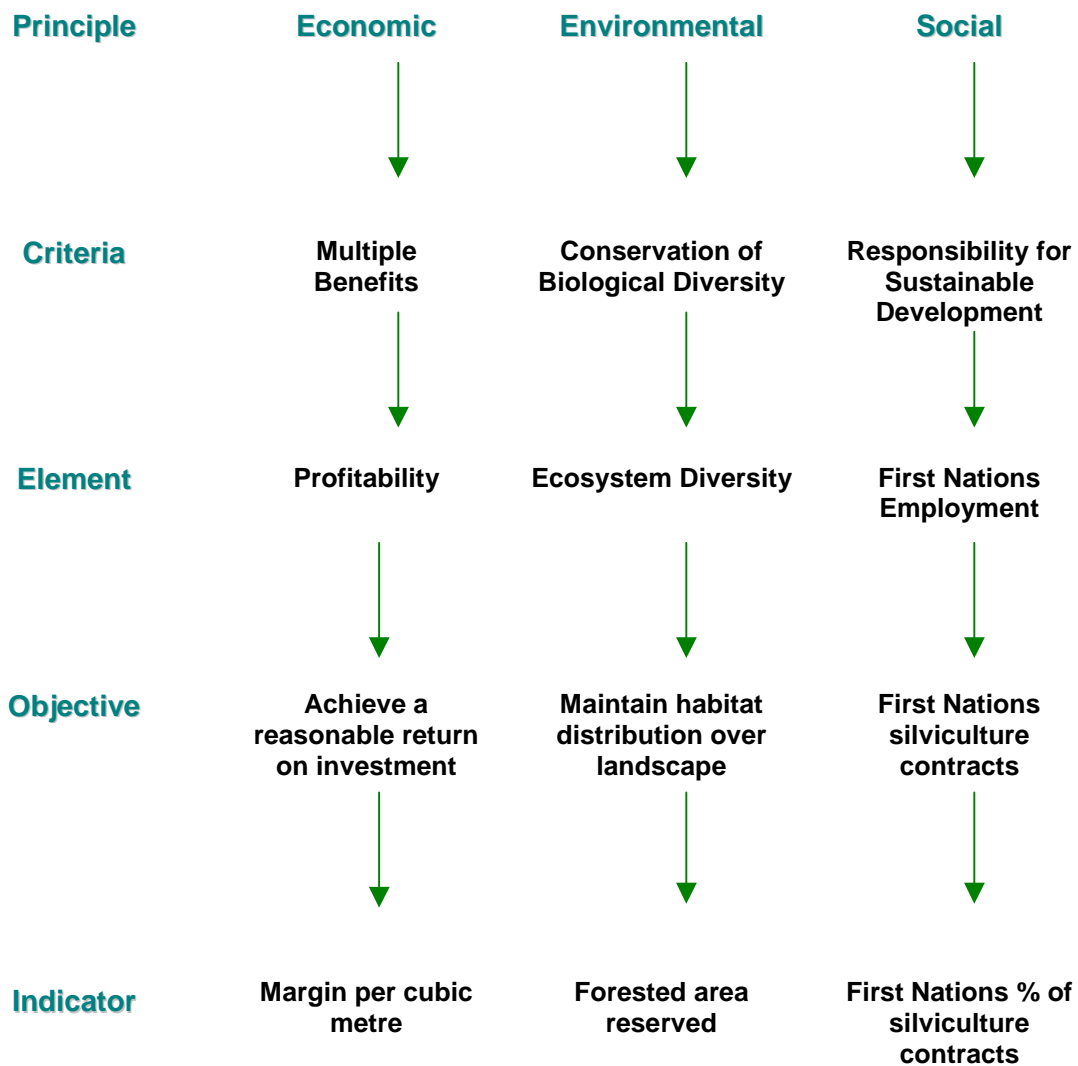 Principle Economic Environmental Social
Criteria
Multiple
Benefits
Conservation of
Biological Diversity
Responsibility for
Sustainable
Development
Element
Profitability
Ecosystem Diversity
First Nations
Employment
Objective
Achieve a
reasonable return
on investment
Maintain habitat
distribution over
landscape
First Nations
silviculture
contracts
Indicator
Margin per cubic
metre
Forested area
reserved
First Nations % of
silviculture
contracts